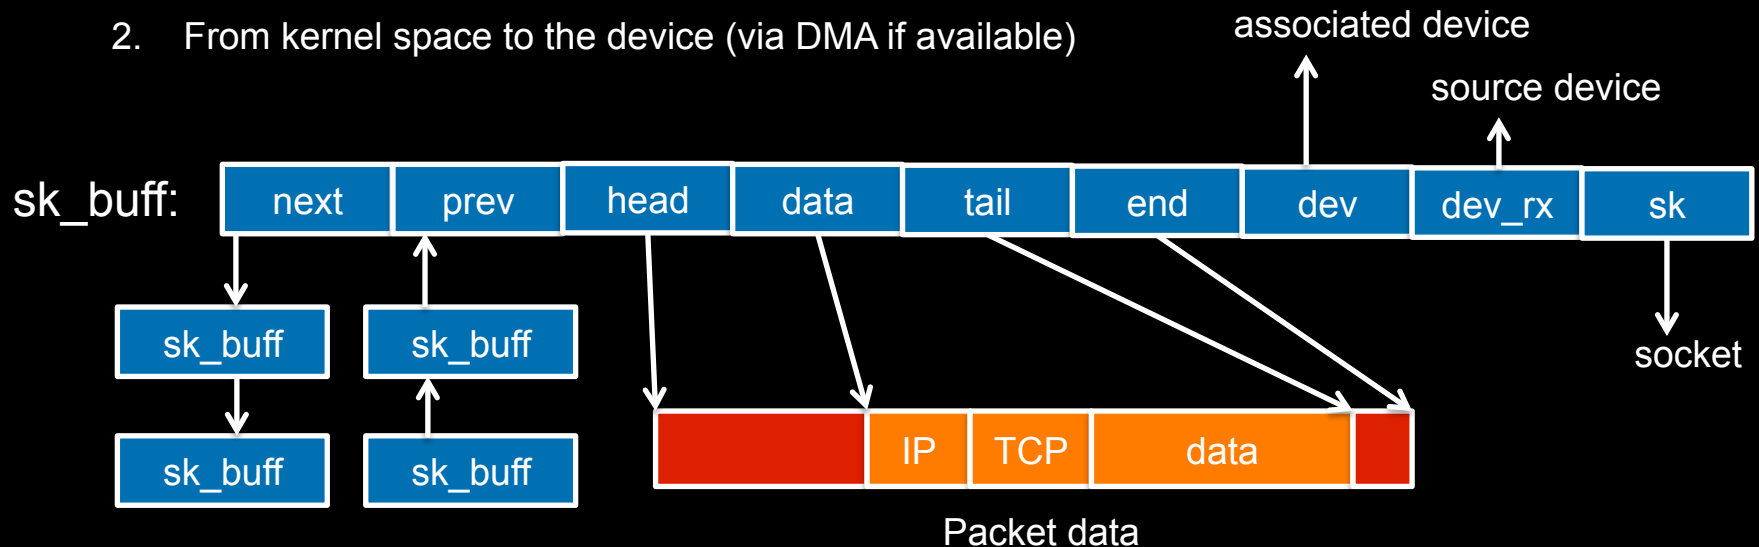 2. From kernel space to the device (via DMA if available)
associated device
source device
sk_buff: next prev head data tail end dev dev_rx sk
sk_buff sk_buff
socket
sk_buff sk_buff
IP TCP data
Packet data